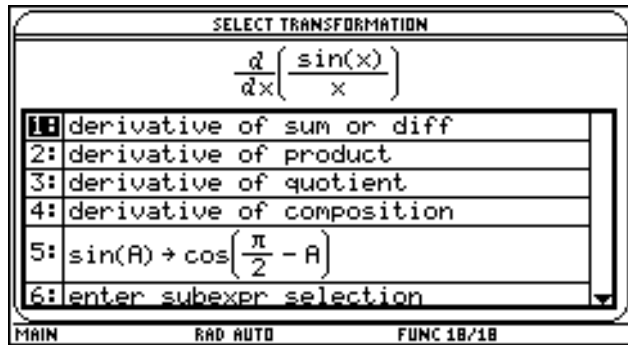 SELECT TRANSFORMATION
d/dx(sin(x)/x)
1:derivative of sum or diff
2:derivative of product
3:derivative of quotient
4:derivative of composition
5:sin(A)→cos(π/2 - A)
6:enter subexpr selection
MAIN RAD AUTO FUNC 18/18